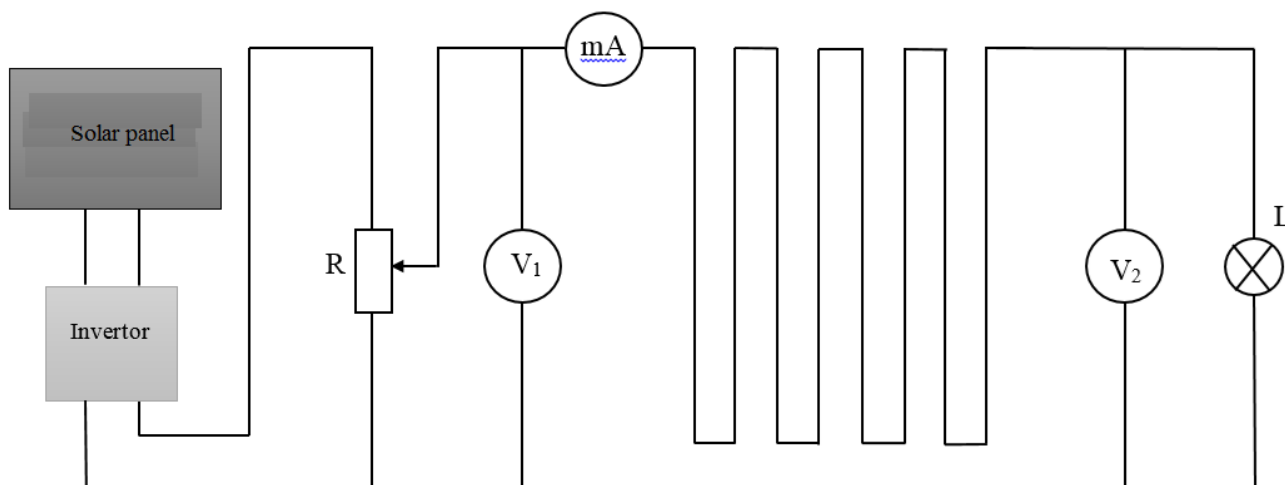 mA
Solar panel
L
R
V₁
V₂
Invertor